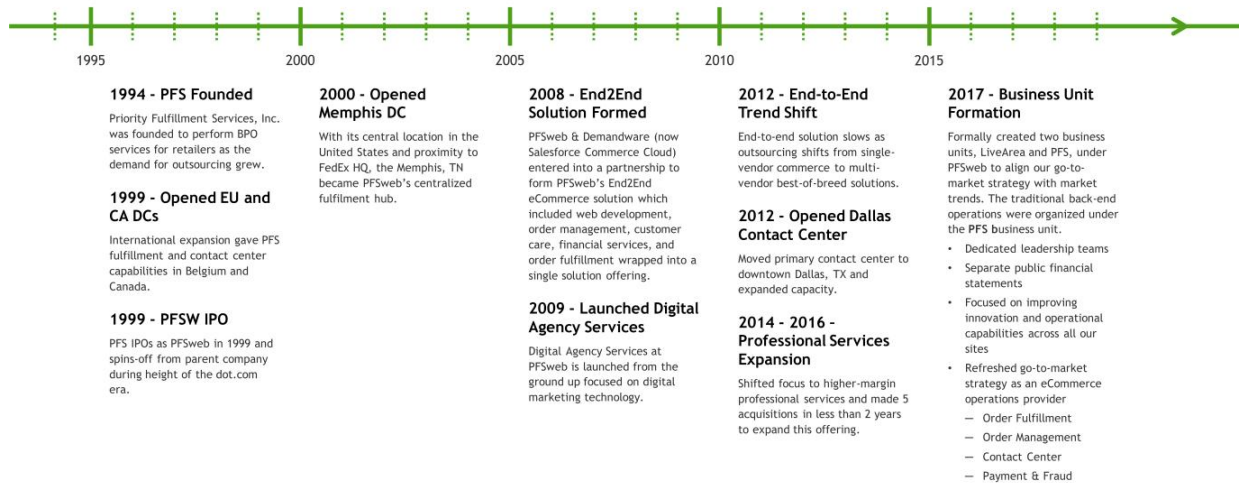 1995
2000
2005
2010
2015
1994 - PFS Founded
Priority Fulfillment Services, Inc.
was founded to perform BPO
services for retailers as the
demand for outsourcing grew.
1999 - Opened EU and
CA DCs
International expansion gave PFS
fulfillment and contact center
capabilities in Belgium and
Canada.
1999 - PFSW IPO
PFS IPOs as PFSweb in 1999 and
spins-off from parent company
during height of the dot.com
era.
2000 - Opened
Memphis DC
With its central location in the
United States and proximity to
FedEx HQ, the Memphis, TN
became PFSweb's centralized
fulfilment hub.
2008 - End2End
Solution Formed
PFSweb & Demandware (now
Salesforce Commerce Cloud)
entered into a partnership to
form PFSweb's End2End
eCommerce solution which
included web development,
order management, customer
care, financial services, and
order fulfillment wrapped into a
single solution offering.
2009 - Launched Digital
Agency Services
Digital Agency Services at
PFSweb is launched from the
ground up focused on digital
marketing technology.
2012 - End-to-End
Trend Shift
End-to-end solution slows as
outsourcing shifts from single-
vendor commerce to multi-
vendor best-of-breed solutions.
2012 - Opened Dallas
Contact Center
Moved primary contact center to
downtown Dallas, TX and
expanded capacity.
2014 - 2016 –
Professional Services
Expansion
Shifted focus to higher-margin
professional services and made 5
acquisitions in less than 2 years
to expand this offering.
2017 - Business Unit
Formation
Formally created two business
units, LiveArea and PFS, under
PFSweb to align our go-to-
market strategy with market
trends. The traditional back-end
operations were organized under
the PFS business unit.
• Dedicated leadership teams
• Separate public financial
statements
• Focused on improving
innovation and operational
capabilities across all our
sites
• Refreshed go-to-market
strategy as an eCommerce
operations provider
— Order Fulfillment
— Order Management
— Contact Center
— Payment & Fraud